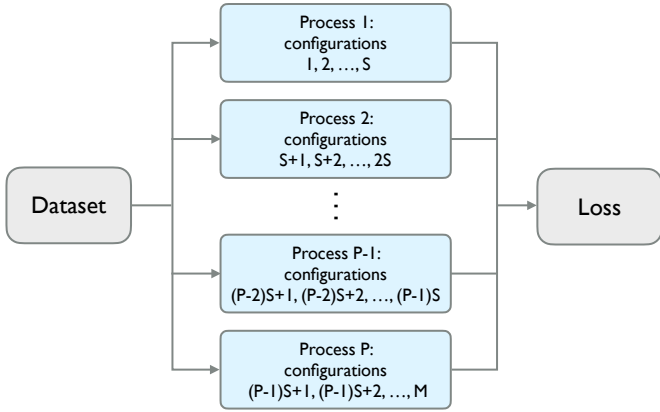 Process 1:
configurations
1, 2, …, S
Process 2:
configurations
S+1, S+2, …, 2S
Dataset
Loss
Process P-1:
configurations
(P-2)S+1, (P-2)S+2, …, (P-1)S
Process P:
configurations
(P-1)S+1, (P-1)S+2, …, M